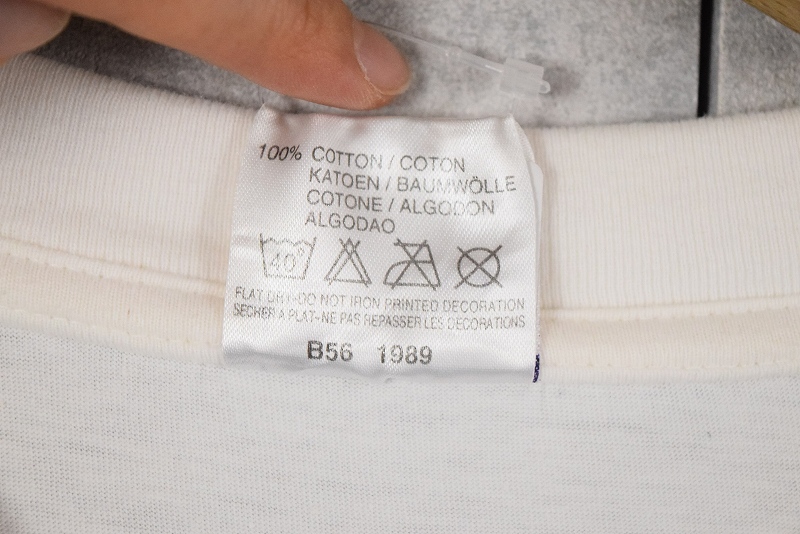 100% COTTON / COTON
KATOEN / BAUMWÖLLE
COTONE / ALGODON
ALGODAO
40°
FLAT DRY-DO NOT IRON PRINTED DECORATION
SECHER A PLAT-NE PAS REPASSER LES DECORATIONS
B56 1989